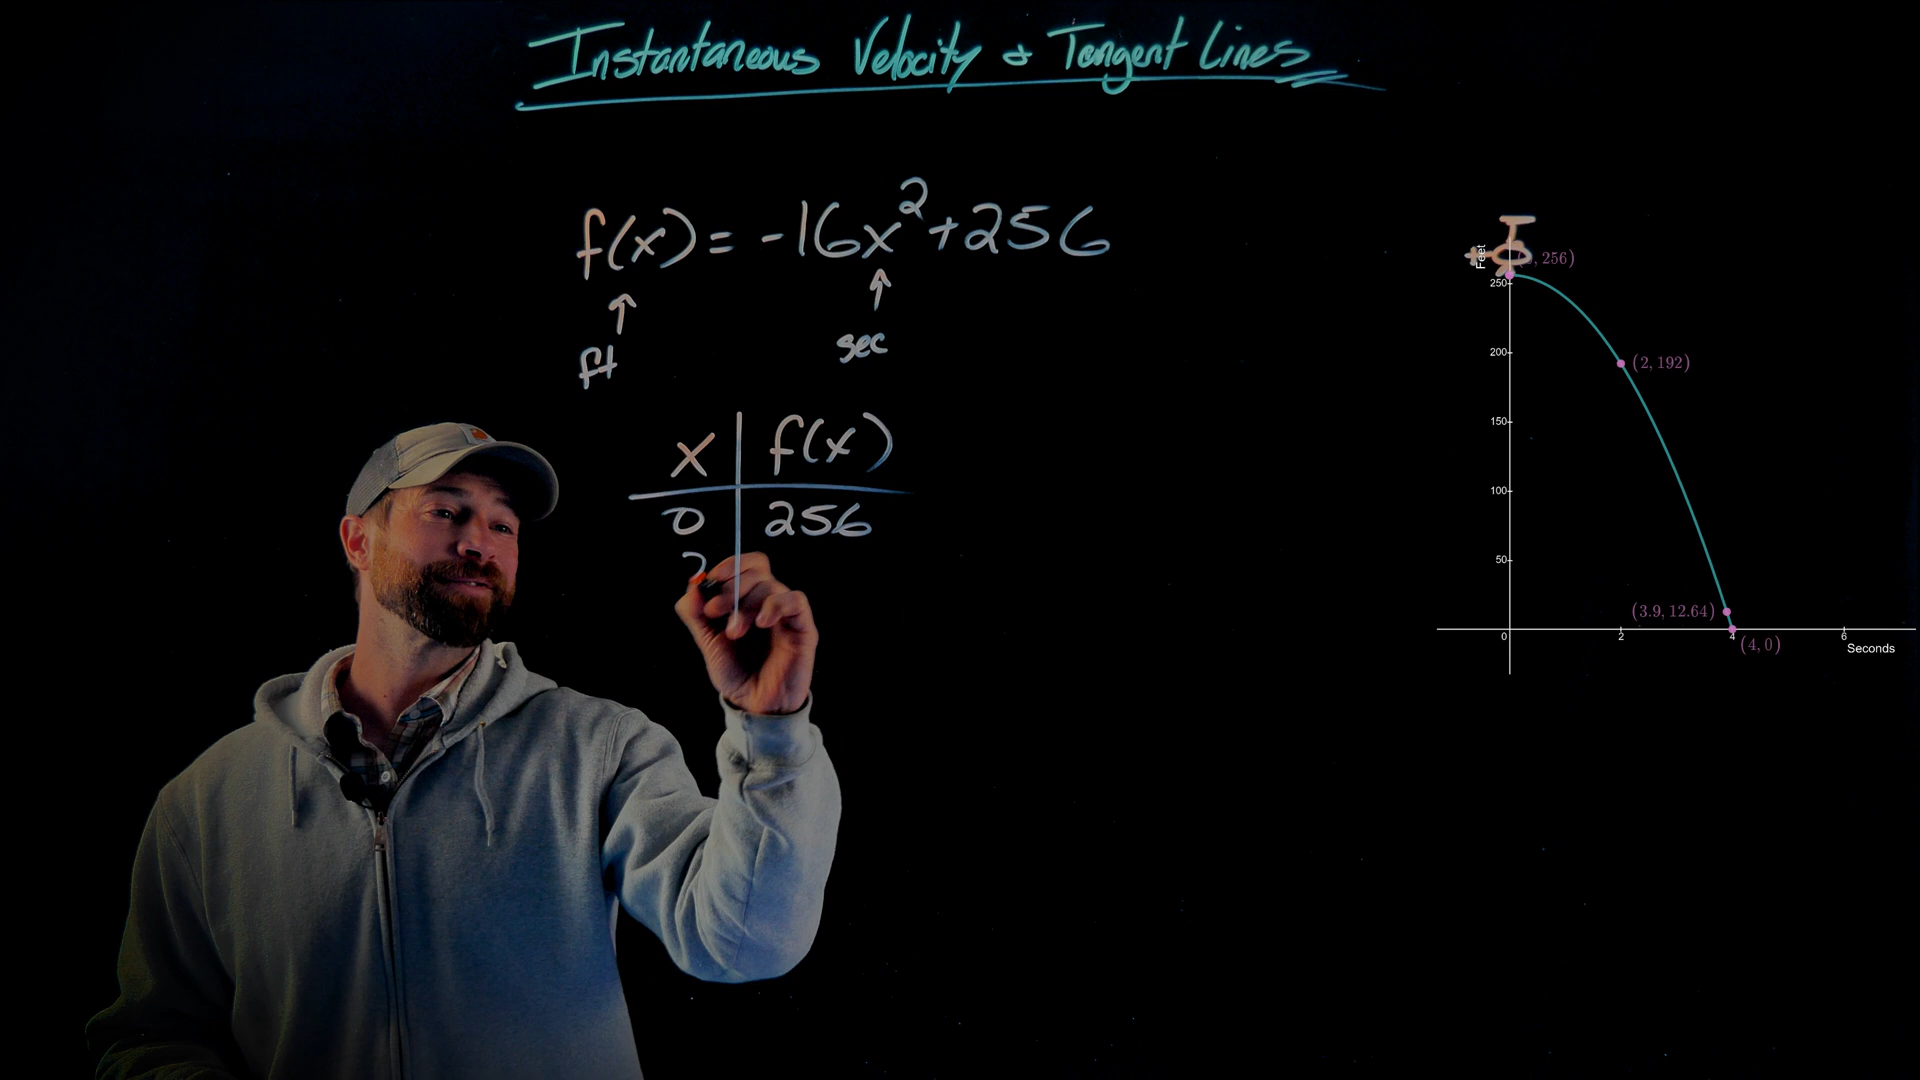 Instantaneous Velocity & Tangent Lines
f(x) = -16x²+256
ft
sec
x f(x)
0 256
2
Feet
, 256)
250
200
(2, 192)
150
100
50
(3.9, 12.64)
0 2 4 6
(4, 0)
Seconds